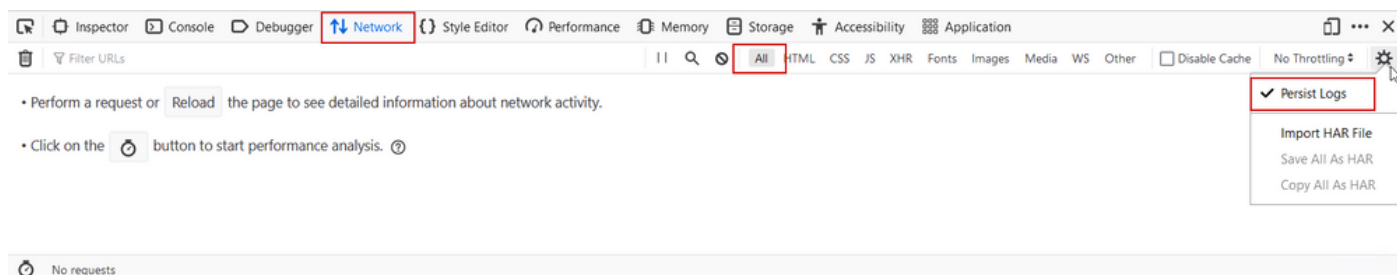 Inspector Console Debugger Network Style Editor Performance Memory Storage Accessibility Application
Filter URLs All HTML CSS JS XHR Fonts Images Media WS Other Disable Cache No Throttling
• Perform a request or Reload the page to see detailed information about network activity.
• Click on the button to start performance analysis.
Persist Logs
Import HAR File
Save All As HAR
Copy All As HAR
No requests